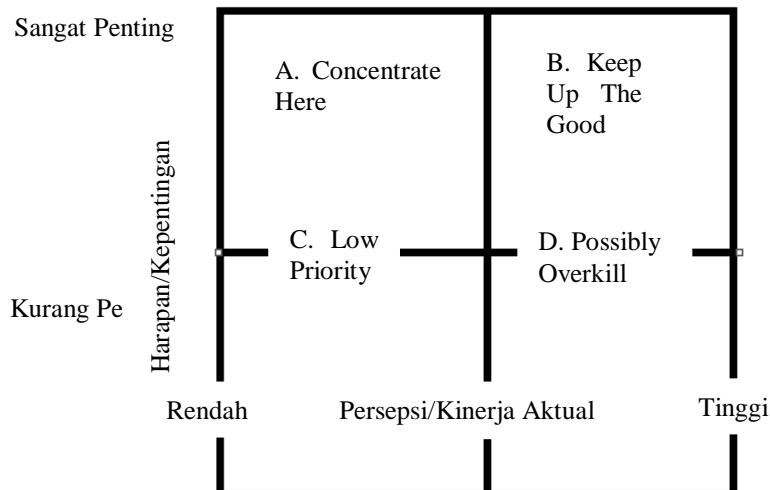 Sangat Penting
A. Concentrate
Here
B. Keep
Up The
Good
Harapan/Kepentingan
C. Low
Priority
D. Possibly
Overkill
Kurang Pe
Rendah
Persepsi/Kinerja Aktual
Tinggi